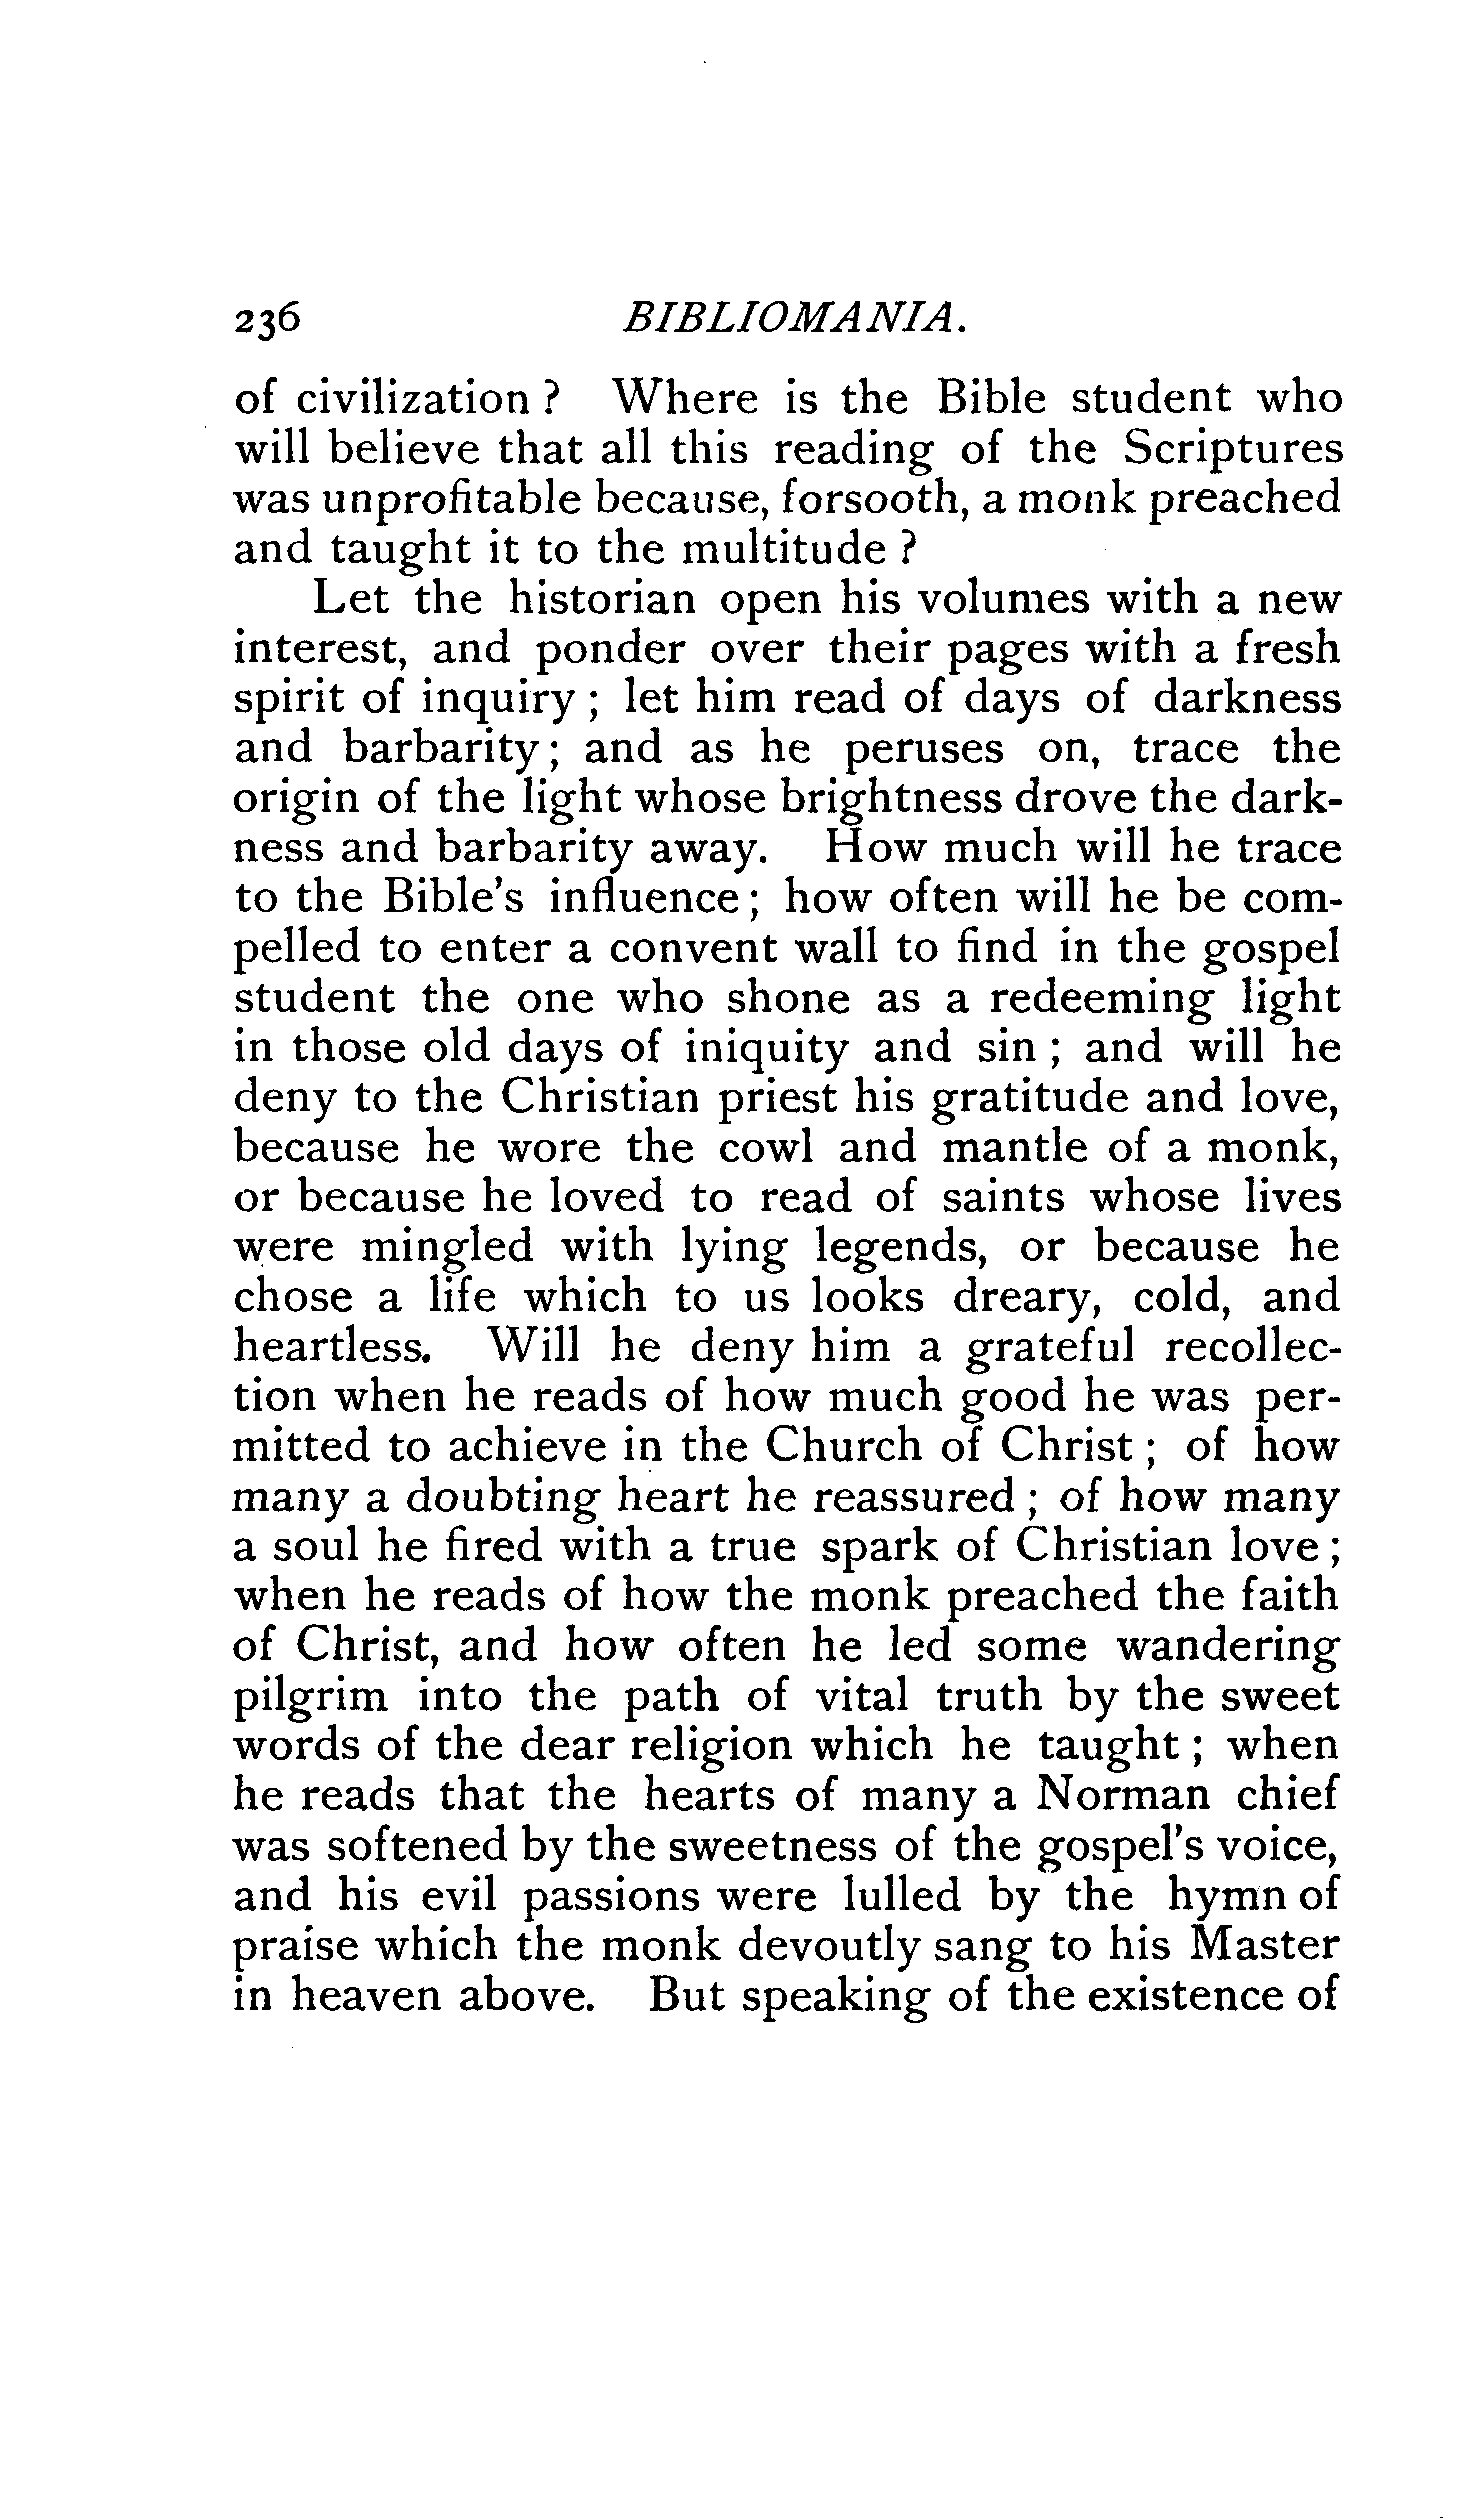 236 BIBLIOMANIA.
of civilization ? Where is the Bible student who
will believe that all this reading of the Scriptures
was unprofitable because, forsooth, a monk preached
and taught it to the multitude ?
Let the historian open his volumes with a new
interest, and ponder over their pages with a fresh
spirit of inquiry ; let him read of days of darkness
and barbarity ; and as he peruses on, trace the
origin of the light whose brightness drove the dark-
ness and barbarity away. How much will he trace
to the Bible's influence ; how often will he be com-
pelled to enter a convent wall to find in the gospel
student the one who shone as a redeeming light
in those old days of iniquity and sin ; and will he
deny to the Christian priest his gratitude and love,
because he wore the cowl and mantle of a monk,
or because he loved to read of saints whose lives
were mingled with lying legends, or because he
chose a life which to us looks dreary, cold, and
heartless. Will he deny him a grateful recollec-
tion when he reads of how much good he was per-
mitted to achieve in the Church of Christ ; of how
many a doubting heart he reassured ; of how many
a soul he fired with a true spark of Christian love ;
when he reads of how the monk preached the faith
of Christ, and how often he led some wandering
pilgrim into the path of vital truth by the sweet
words of the dear religion which he taught ; when
he reads that the hearts of many a Norman chief
was softened by the sweetness of the gospel's voice,
and his evil passions were lulled by the hymn of
praise which the monk devoutly sang to his Master
in heaven above. But speaking of the existence of